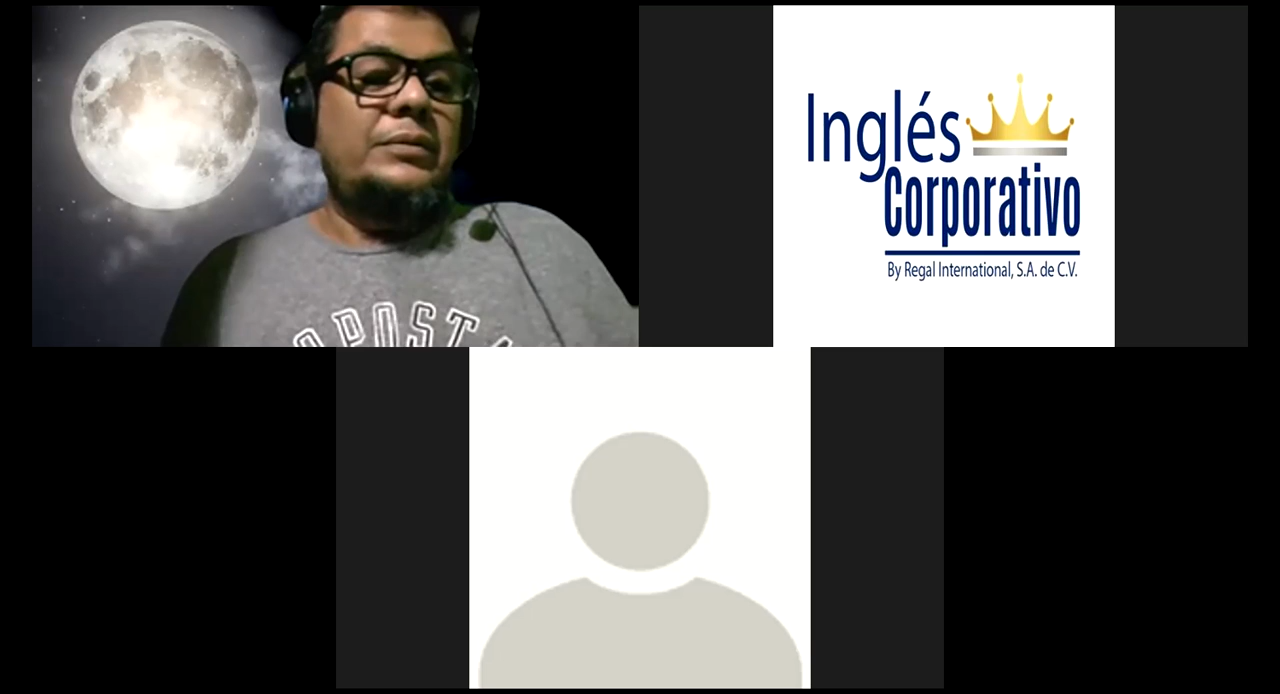 Inglés
Corporativo
By Regal International, S.A. de C.V.